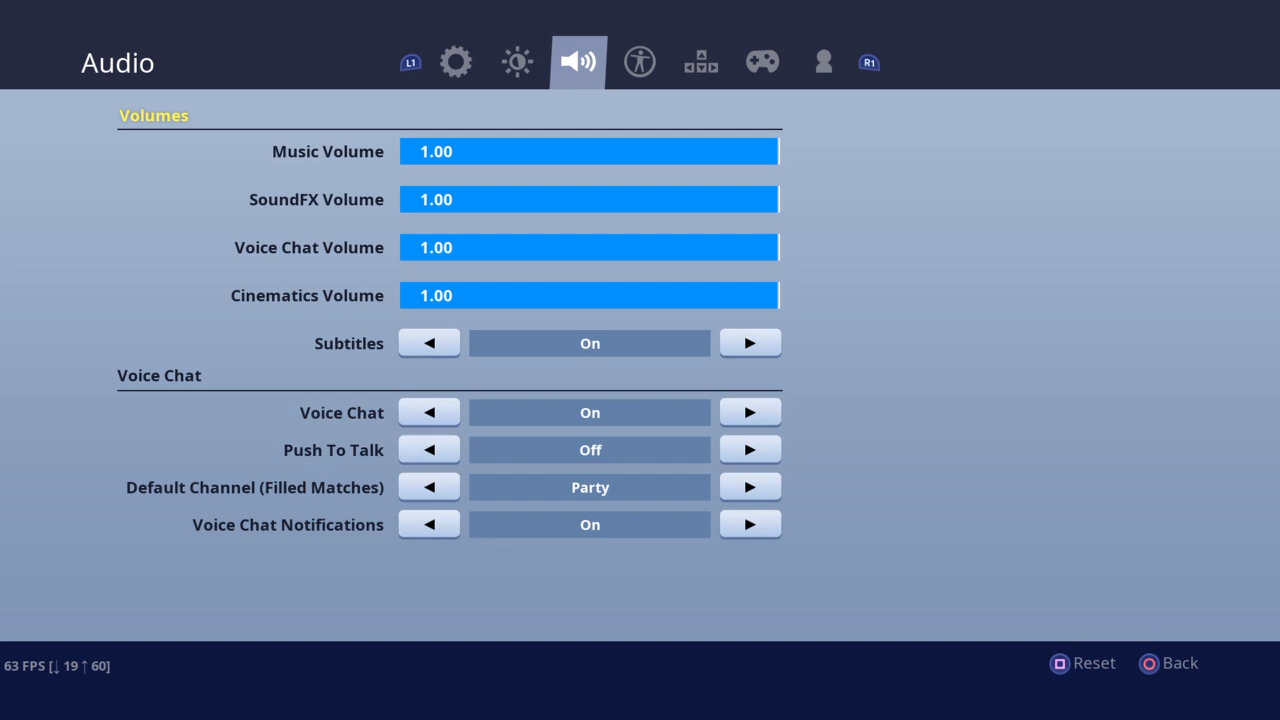 Audio
L1
R1
Volumes
Music Volume 1.00
SoundFX Volume 1.00
Voice Chat Volume 1.00
Cinematics Volume 1.00
Subtitles On
Voice Chat
Voice Chat On
Push To Talk Off
Default Channel (Filled Matches) Party
Voice Chat Notifications On
63 FPS [↓ 19 ↑ 60]
Reset
Back